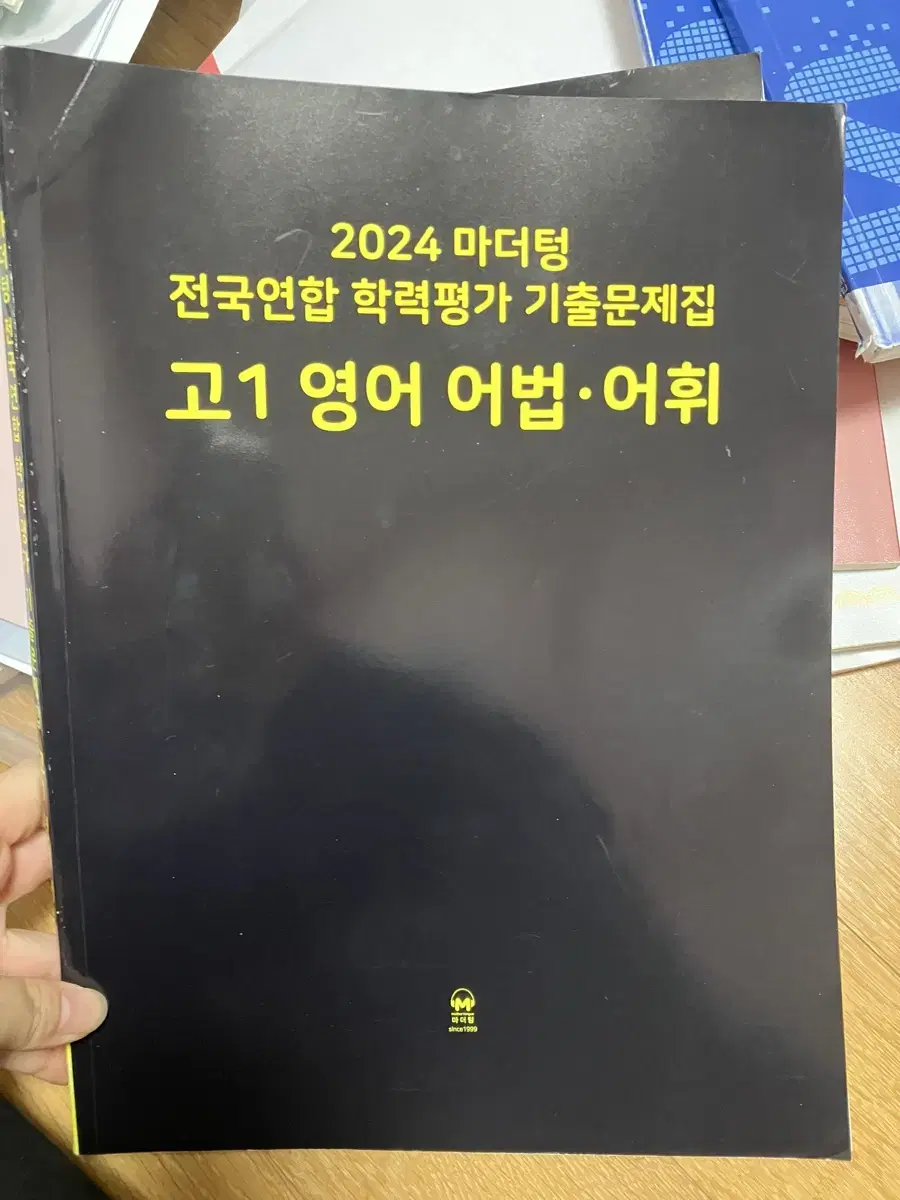 2024 마더텅
전국연합 학력평가 기출문제집
고1 영어 어법·어휘
M
마더텅
since1999